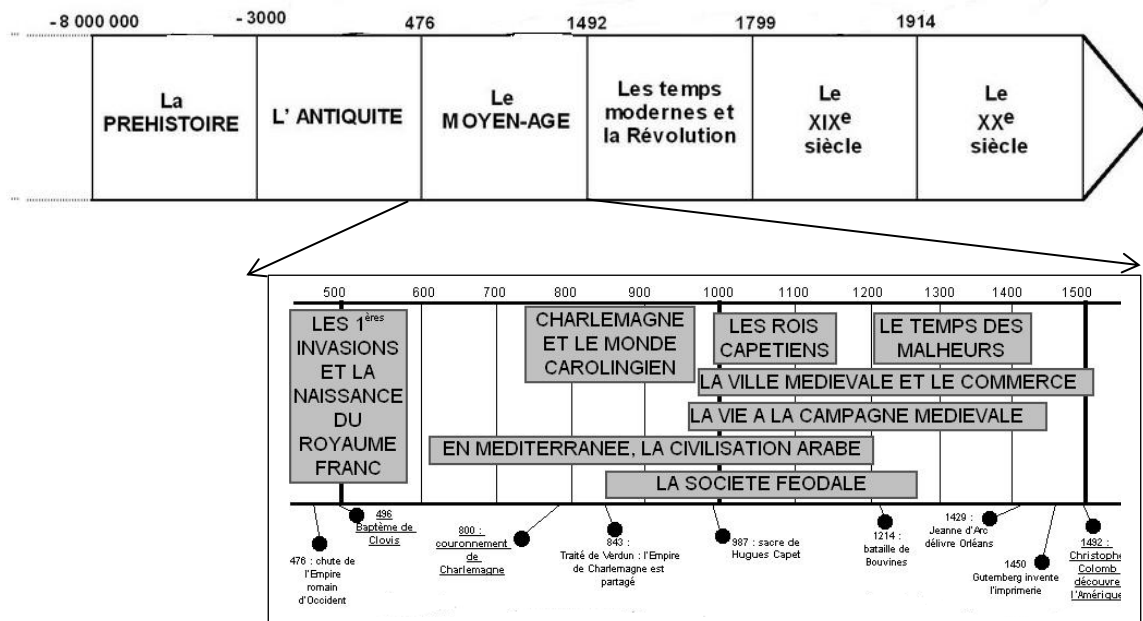 - 8 000 000
- 3000
476
1492
1799
1914
...
...
La
PREHISTOIRE
L' ANTIQUITE
Le
MOYEN-AGE
Les temps
modernes et
la Révolution
Le
XIXe
siècle
Le
XXe
siècle
500
600
700
800
900
1000
1100
1200
1300
1400
1500
LES 1ères
INVASIONS
ET LA
NAISSANCE
DU
ROYAUME
FRANC
CHARLEMAGNE
ET LE MONDE
CAROLINGIEN
LES ROIS
CAPETIENS
LE TEMPS DES
MALHEURS
LA VILLE MEDIEVALE ET LE COMMERCE
LA VIE A LA CAMPAGNE MEDIEVALE
EN MEDITERRANEE, LA CIVILISATION ARABE
LA SOCIETE FEODALE
476 : chute de
l'Empire
romain
d'Occident
496
Baptème de
Clovis
800 :
couronnement
de
Charlemagne
843
Traité de Verdun : l'Empire
de Charlemagne est
partagé
987 : sacre de
Hugues Capet
1214 :
bataille de
Bouvines
1429 :
Jeanne d'Arc
délivre Orléans
1450
Gutemberg invente
l'imprimerie
1492 :
Christophe
Colomb
découvre
l'Amérique